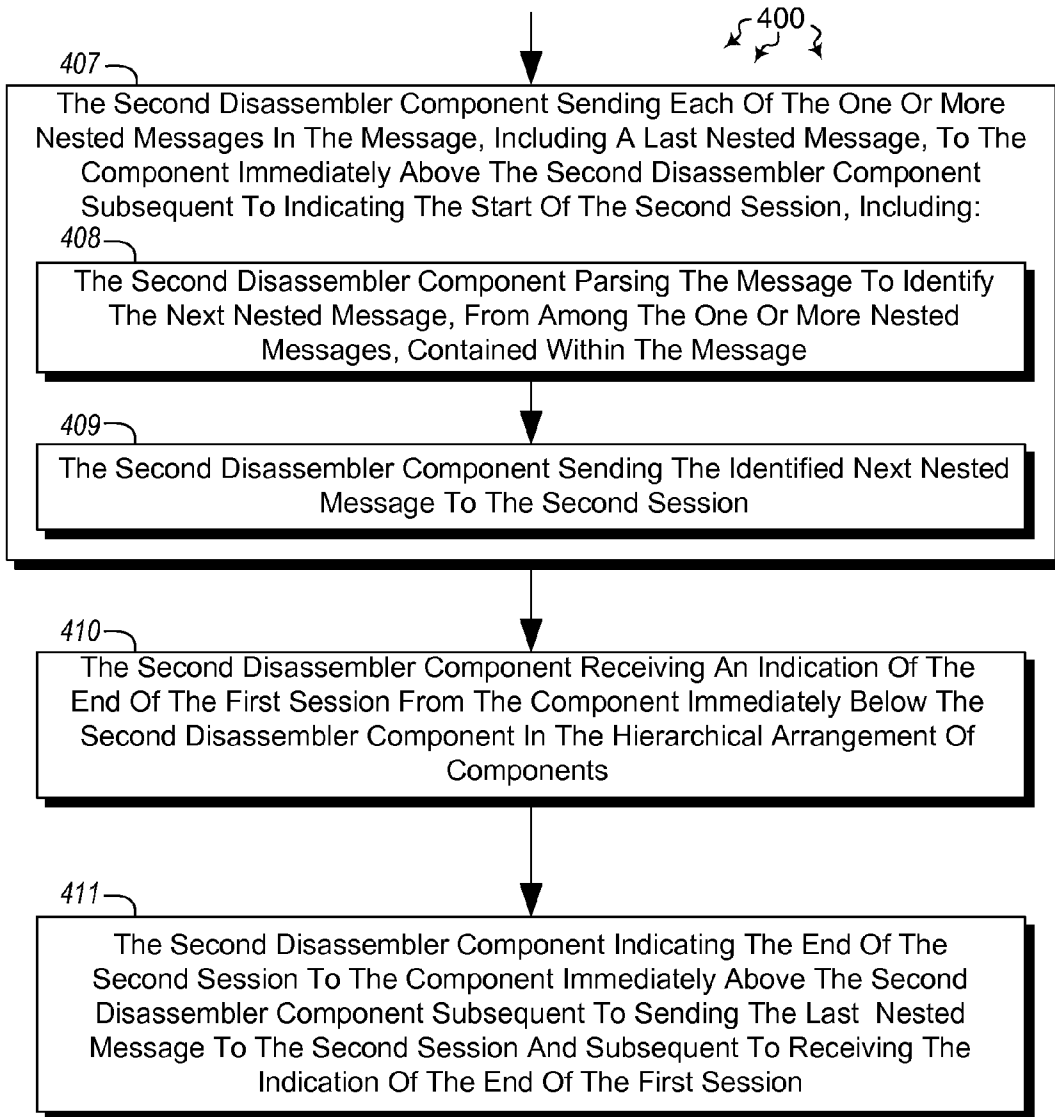 400
407
The Second Disassembler Component Sending Each Of The One Or More
Nested Messages In The Message, Including A Last Nested Message, To The
Component Immediately Above The Second Disassembler Component
Subsequent To Indicating The Start Of The Second Session, Including:
408
The Second Disassembler Component Parsing The Message To Identify
The Next Nested Message, From Among The One Or More Nested
Messages, Contained Within The Message
409
The Second Disassembler Component Sending The Identified Next Nested
Message To The Second Session
410
The Second Disassembler Component Receiving An Indication Of The
End Of The First Session From The Component Immediately Below The
Second Disassembler Component In The Hierarchical Arrangement Of
Components
411
The Second Disassembler Component Indicating The End Of The
Second Session To The Component Immediately Above The Second
Disassembler Component Subsequent To Sending The Last Nested
Message To The Second Session And Subsequent To Receiving The
Indication Of The End Of The First Session